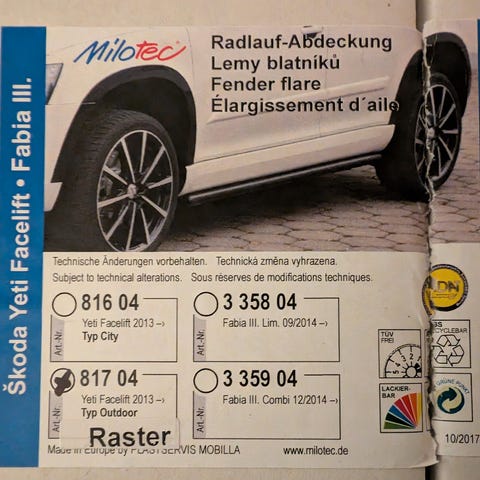 Milotec
Radlauf-Abdeckung
Lemy blatníků
Fender flare
Élargissement d´aile
Škoda Yeti Facelift • Fabia III.
Technische Änderungen vorbehalten. Technická změna vyhrazena.
Subject to technical alterations. Sous réserves de modifications techniques.
Art.-Nr.
816 04
Yeti Facelift 2013 –›
Typ City
3 358 04
Fabia III. Lim. 09/2014 –›
Art.-Nr.
817 04
Yeti Facelift 2013 –›
Typ Outdoor
Raster
Art.-Nr.
3 359 04
Fabia III. Combi 12/2014 –›
Art.-Nr.
TÜV
FREI
LACKIER-
BAR
CYCLEBAR
GRÜNE PUNKT
10/2017
Made in Europe by PLASTSERVIS MOBILLA
www.milotec.de